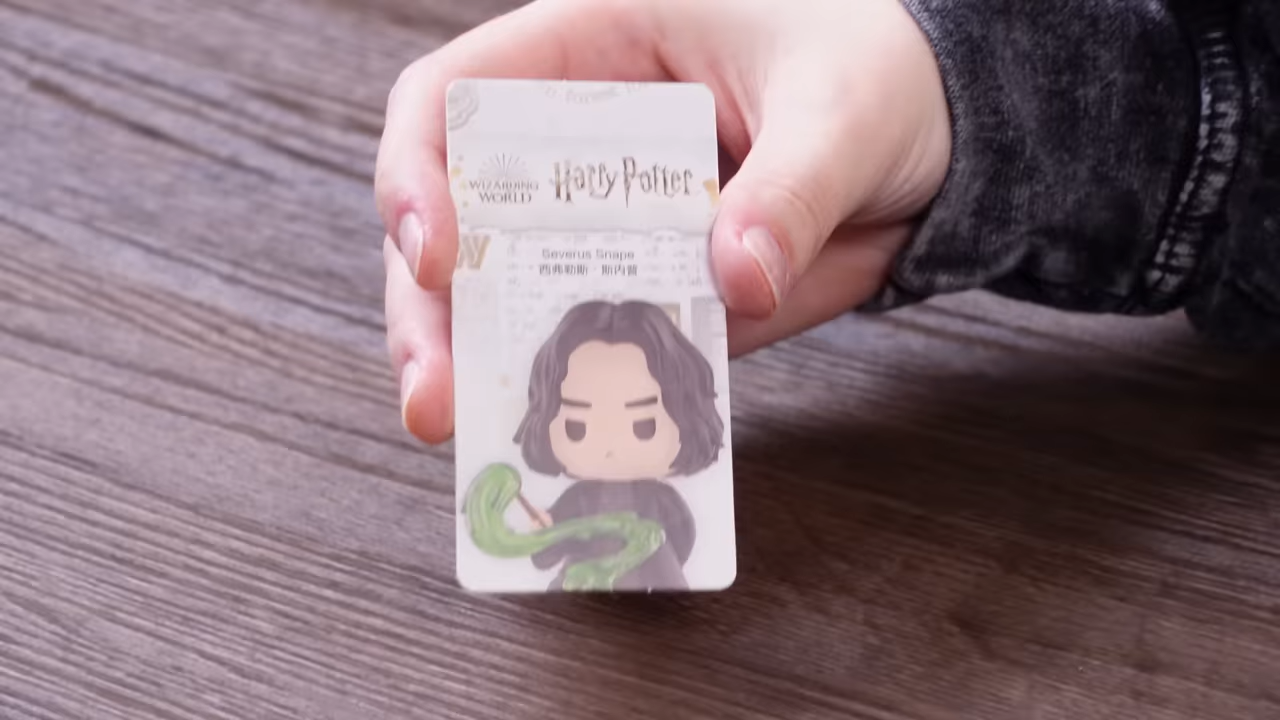 WIZARDING
WORLD
Harry Potter
Severus Snape
西弗勒斯·斯内普